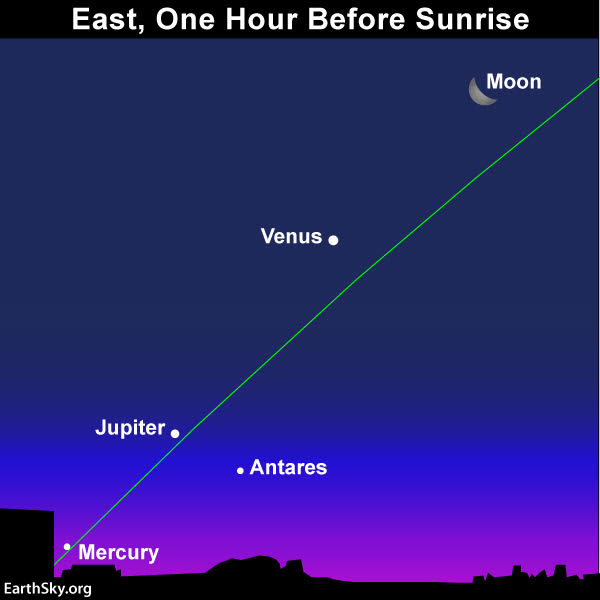 East, One Hour Before Sunrise
Moon
Venus
Jupiter
Antares
Mercury
EarthSky.org